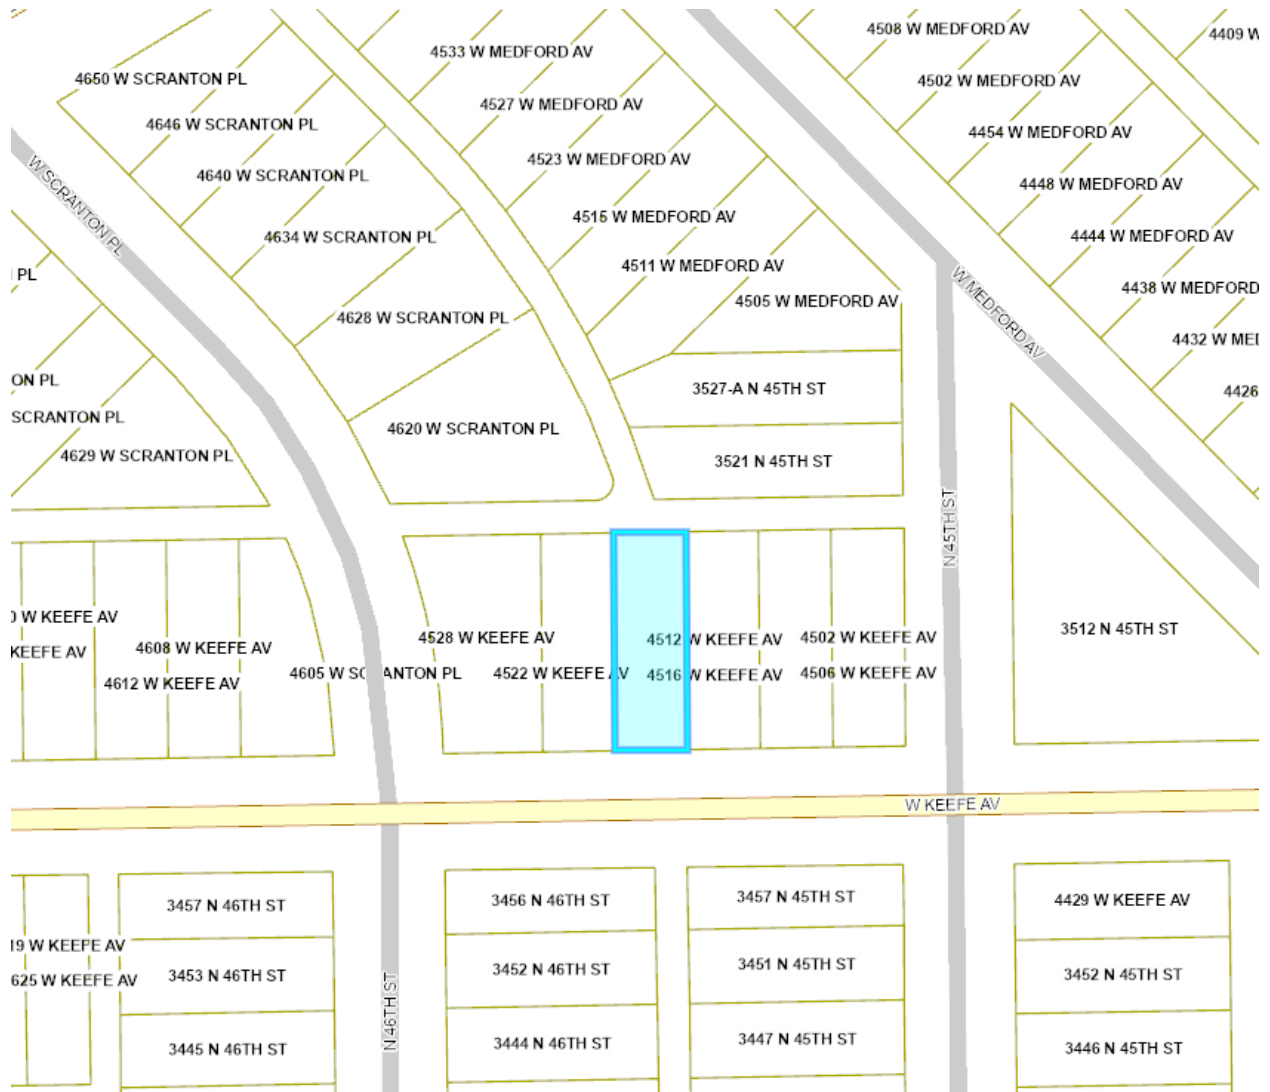 4508 W MEDFORD AV
4409 W
4533 W MEDFORD AV
4650 W SCRANTON PL
4502 W MEDFORD AV
4527 W MEDFORD AV
4646 W SCRANTON PL
4454 W MEDFORD AV
4523 W MEDFORD AV
4640 W SCRANTON PL
4448 W MEDFORD AV
W SCRANTON PL
4515 W MEDFORD AV
4634 W SCRANTON PL
4444 W MEDFORD AV
4511 W MEDFORD AV
PL
4438 W MEDFORD
4505 W MEDFORD AV
W MEDFORD AV
4628 W SCRANTON PL
4432 W MED
ON PL
3527-A N 45TH ST
4426
SCRANTON PL
4620 W SCRANTON PL
4629 W SCRANTON PL
3521 N 45TH ST
N 45TH ST
0 W KEEFE AV
3512 N 45TH ST
4528 W KEEFE AV
4512 W KEEFE AV
4502 W KEEFE AV
4608 W KEEFE AV
KEEFE AV
4605 W SCRANTON PL
4522 W KEEFE AV
4516 W KEEFE AV
4506 W KEEFE AV
4612 W KEEFE AV
W KEEFE AV
3457 N 46TH ST
3456 N 46TH ST
3457 N 45TH ST
4429 W KEEFE AV
19 W KEEFE AV
3453 N 46TH ST
3452 N 46TH ST
3451 N 45TH ST
3452 N 45TH ST
625 W KEEFE AV
N 46TH ST
3445 N 46TH ST
3444 N 46TH ST
3447 N 45TH ST
3446 N 45TH ST